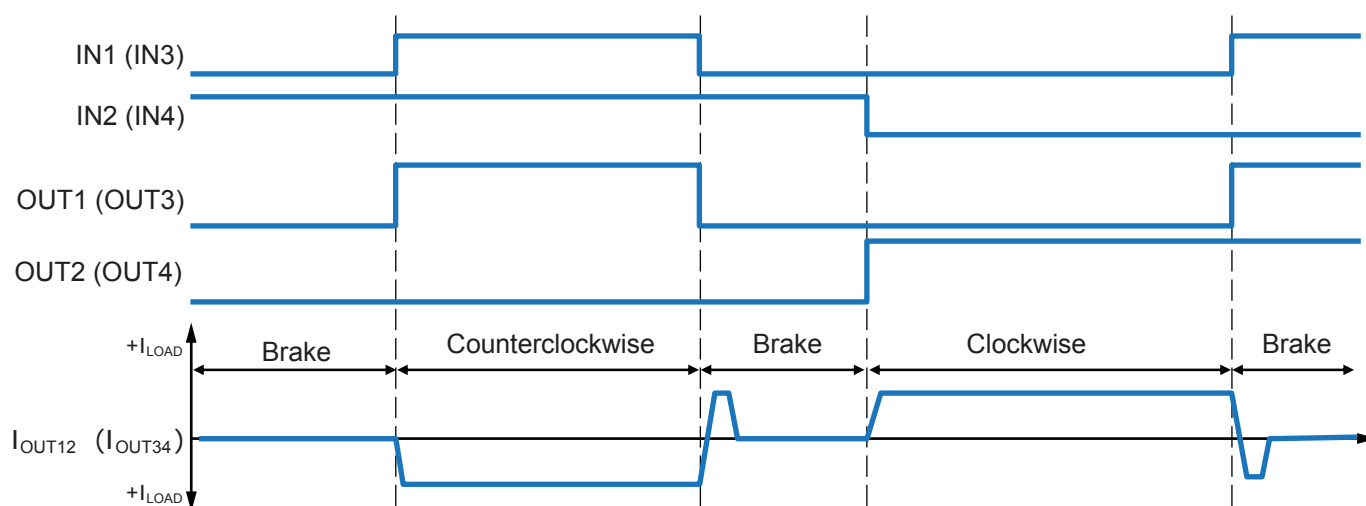 IN1 (IN3)
IN2 (IN4)
OUT1 (OUT3)
OUT2 (OUT4)
+ILOAD
Brake
Counterclockwise
Brake
Clockwise
Brake
IOUT12 (IOUT34)
+ILOAD